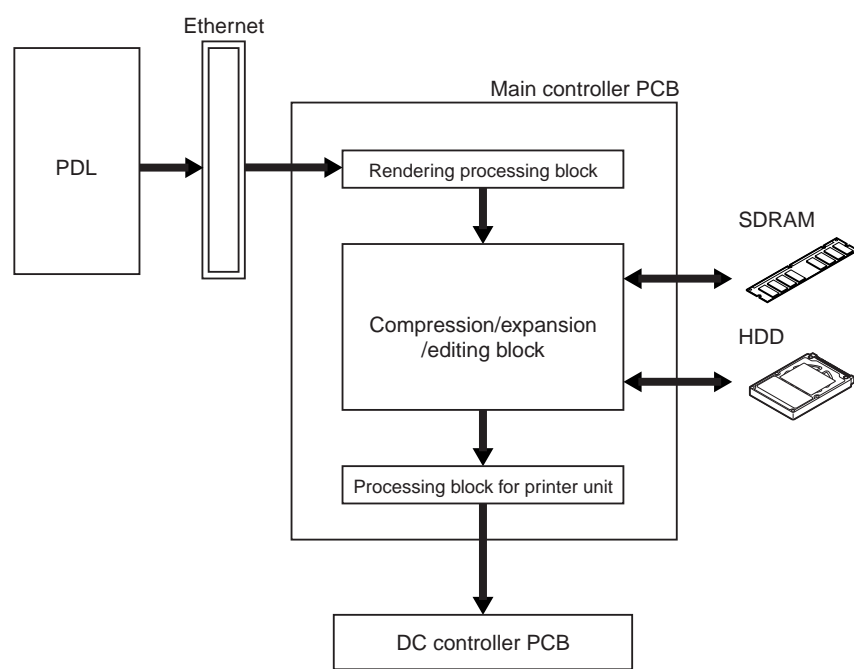 Ethernet
Main controller PCB
PDL
Rendering processing block
SDRAM
Compression/expansion
/editing block
HDD
Processing block for printer unit
DC controller PCB